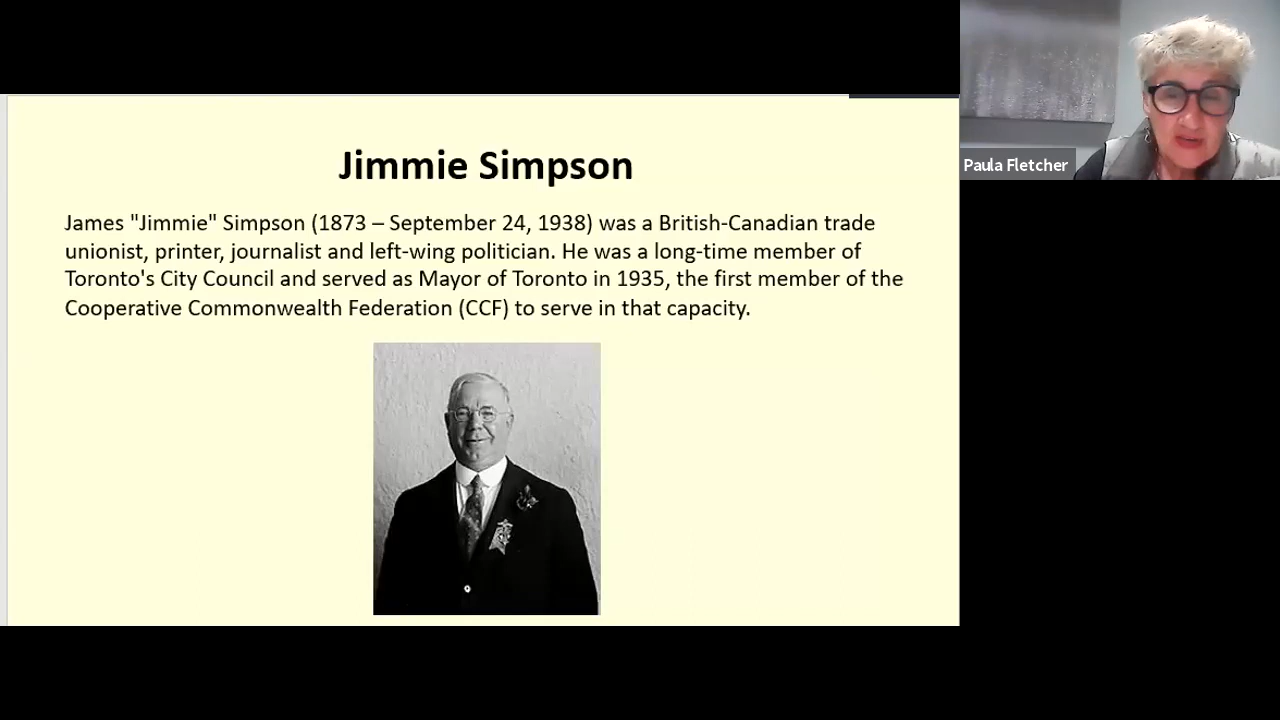 Jimmie Simpson
James "Jimmie" Simpson (1873 – September 24, 1938) was a British-Canadian trade
unionist, printer, journalist and left-wing politician. He was a long-time member of
Toronto's City Council and served as Mayor of Toronto in 1935, the first member of the
Cooperative Commonwealth Federation (CCF) to serve in that capacity.
Paula Fletcher